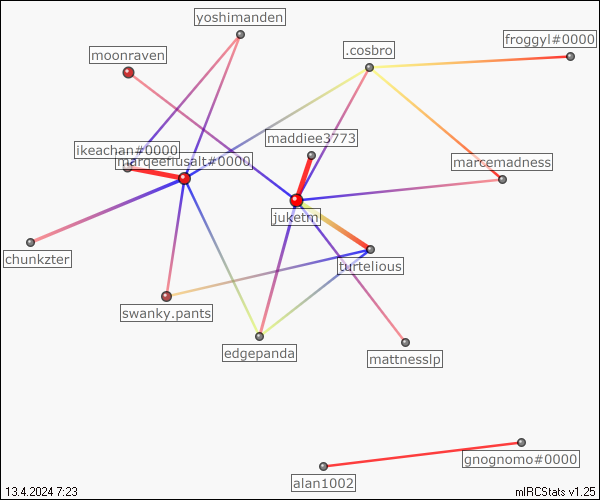 yoshimanden
froggyl#0000
.cosbro
moonraven
maddiee3773
ikeachan#0000
marqeefiusalt#0000
marcemadness
juketm
chunkzter
turtelious
swanky.pants
edgepanda
mattnesslp
gnognomo#0000
alan1002
13.4.2024 7:23
mIRCStats v1.25